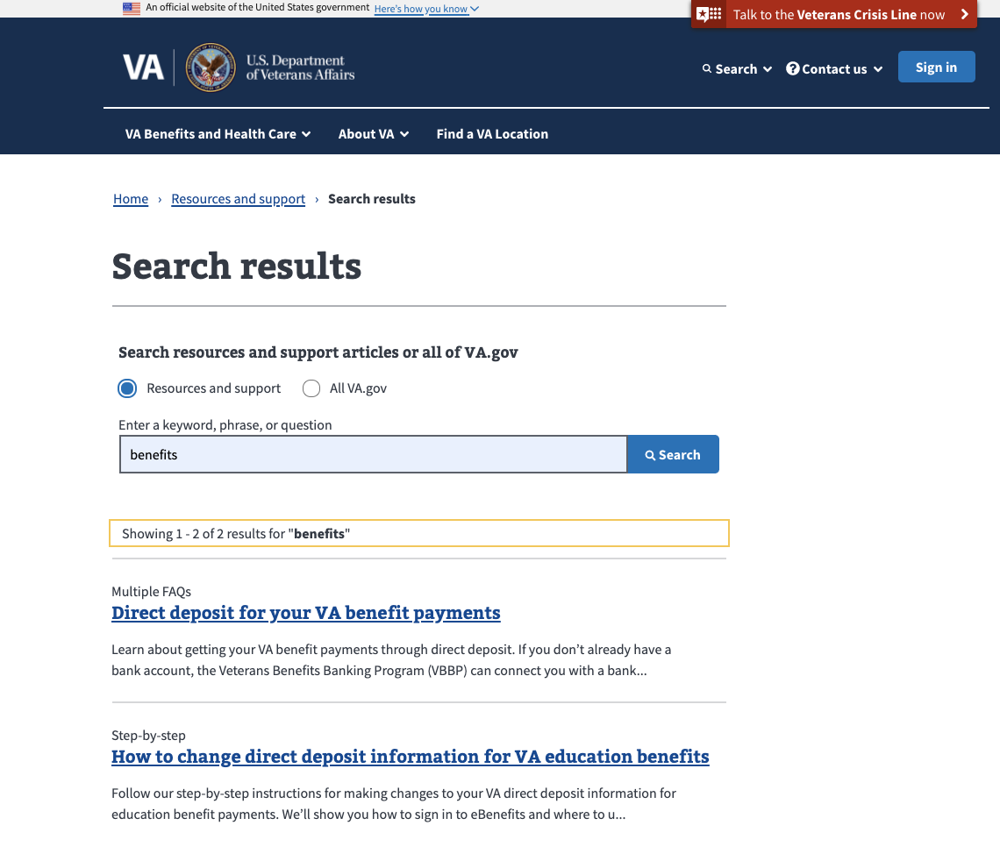 An official website of the United States government Here's how you know
Talk to the Veterans Crisis Line now
VA
U.S. Department
of Veterans Affairs
Search
Contact us
Sign in
VA Benefits and Health Care
About VA
Find a VA Location
Home › Resources and support › Search results
Search results
Search resources and support articles or all of VA.gov
Resources and support
All VA.gov
Enter a keyword, phrase, or question
benefits
Search
Showing 1 - 2 of 2 results for "benefits"
Multiple FAQs
Direct deposit for your VA benefit payments
Learn about getting your VA benefit payments through direct deposit. If you don’t already have a
bank account, the Veterans Benefits Banking Program (VBBP) can connect you with a bank...
Step-by-step
How to change direct deposit information for VA education benefits
Follow our step-by-step instructions for making changes to your VA direct deposit information for
education benefit payments. We’ll show you how to sign in to eBenefits and where to u...